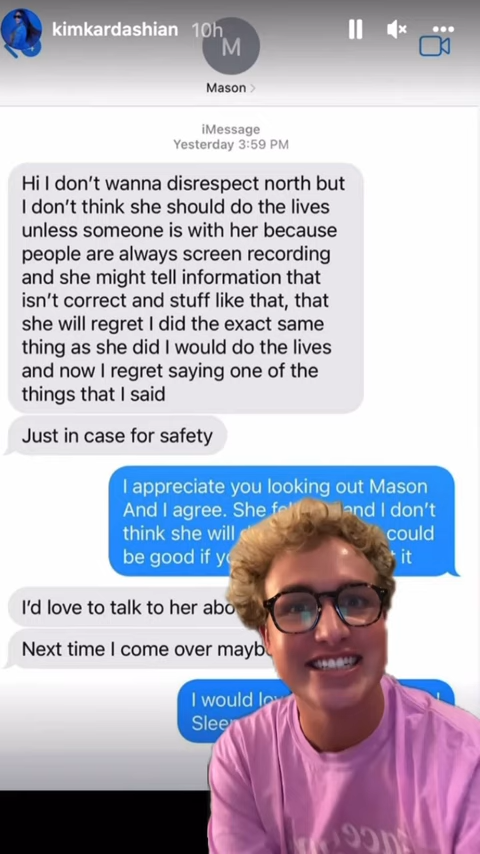 kimkardashian 10h
M
Mason
iMessage
Yesterday 3:59 PM
Hi I don’t wanna disrespect north but
I don’t think she should do the lives
unless someone is with her because
people are always screen recording
and she might tell information that
isn’t correct and stuff like that, that
she will regret I did the exact same
thing as she did I would do the lives
and now I regret saying one of the
things that I said
Just in case for safety
I appreciate you looking out Mason
And I agree. She and I don’t
think she will could
be good if it
I’d love to talk to her
Next time I come over
I would